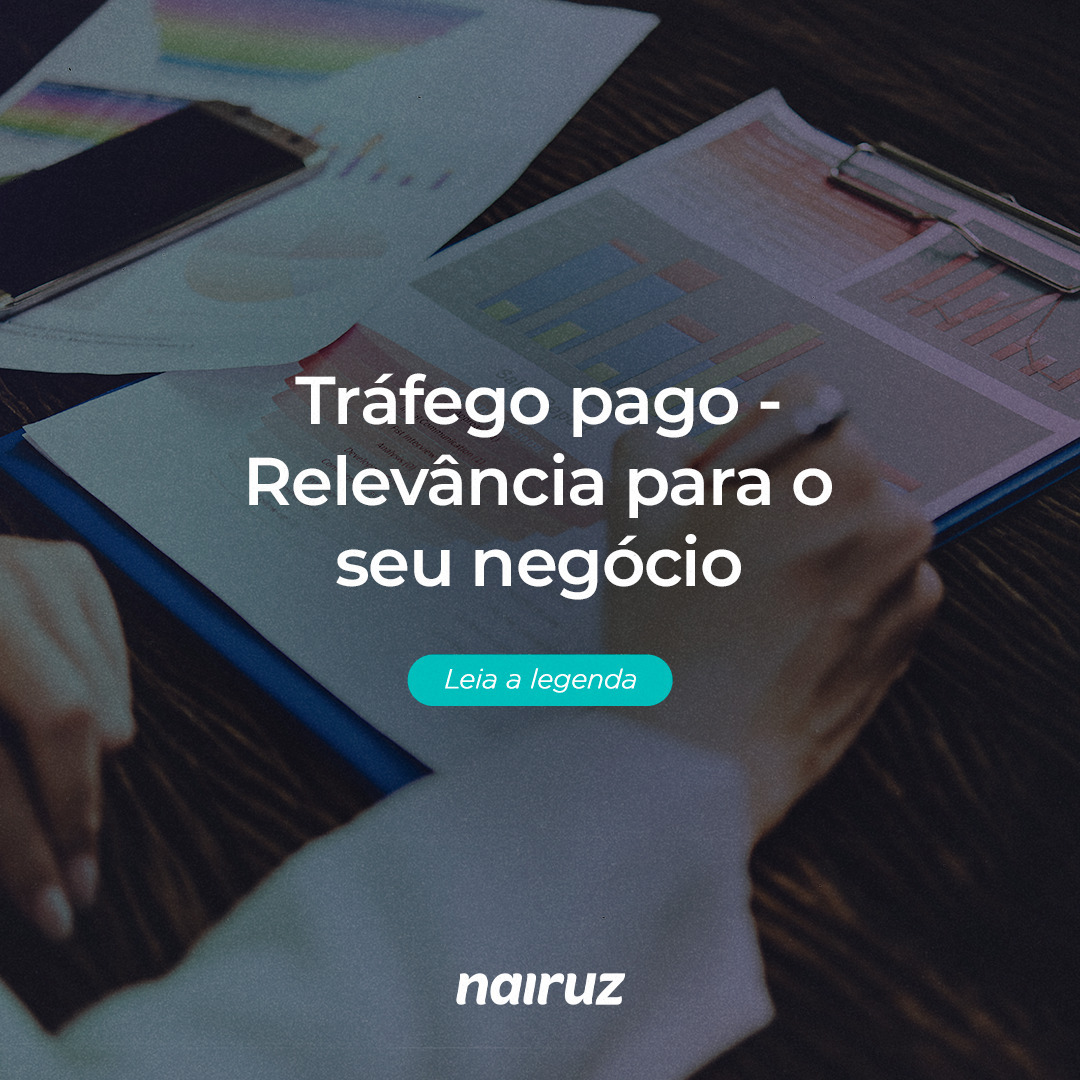 Tráfego pago -
Relevância para o
seu negócio
Leia a legenda
nairuz